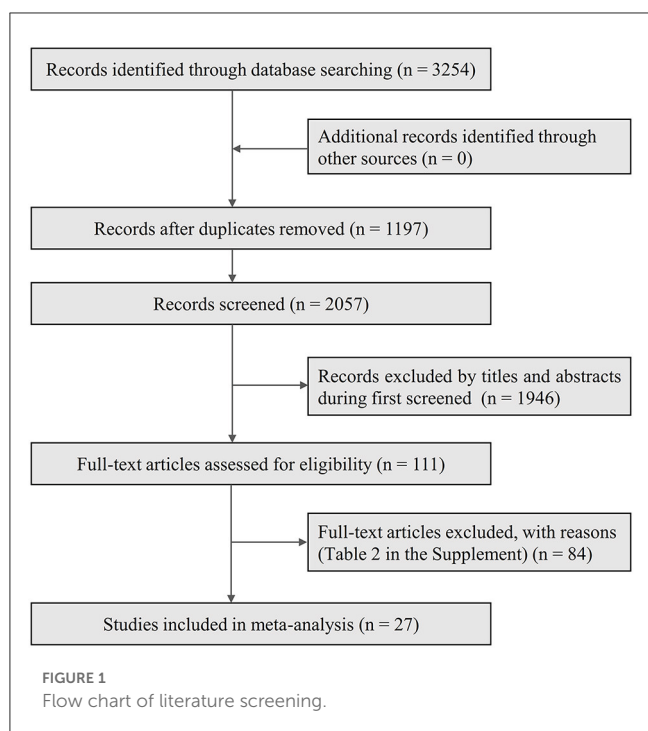 Records identified through database searching (n = 3254)
Additional records identified through
other sources (n = 0)
Records after duplicates removed (n = 1197)
Records screened (n = 2057)
Records excluded by titles and abstracts
during first screened (n = 1946)
Full-text articles assessed for eligibility (n = 111)
Full-text articles excluded, with reasons
(Table 2 in the Supplement) (n = 84)
Studies included in meta-analysis (n = 27)
FIGURE 1
Flow chart of literature screening.